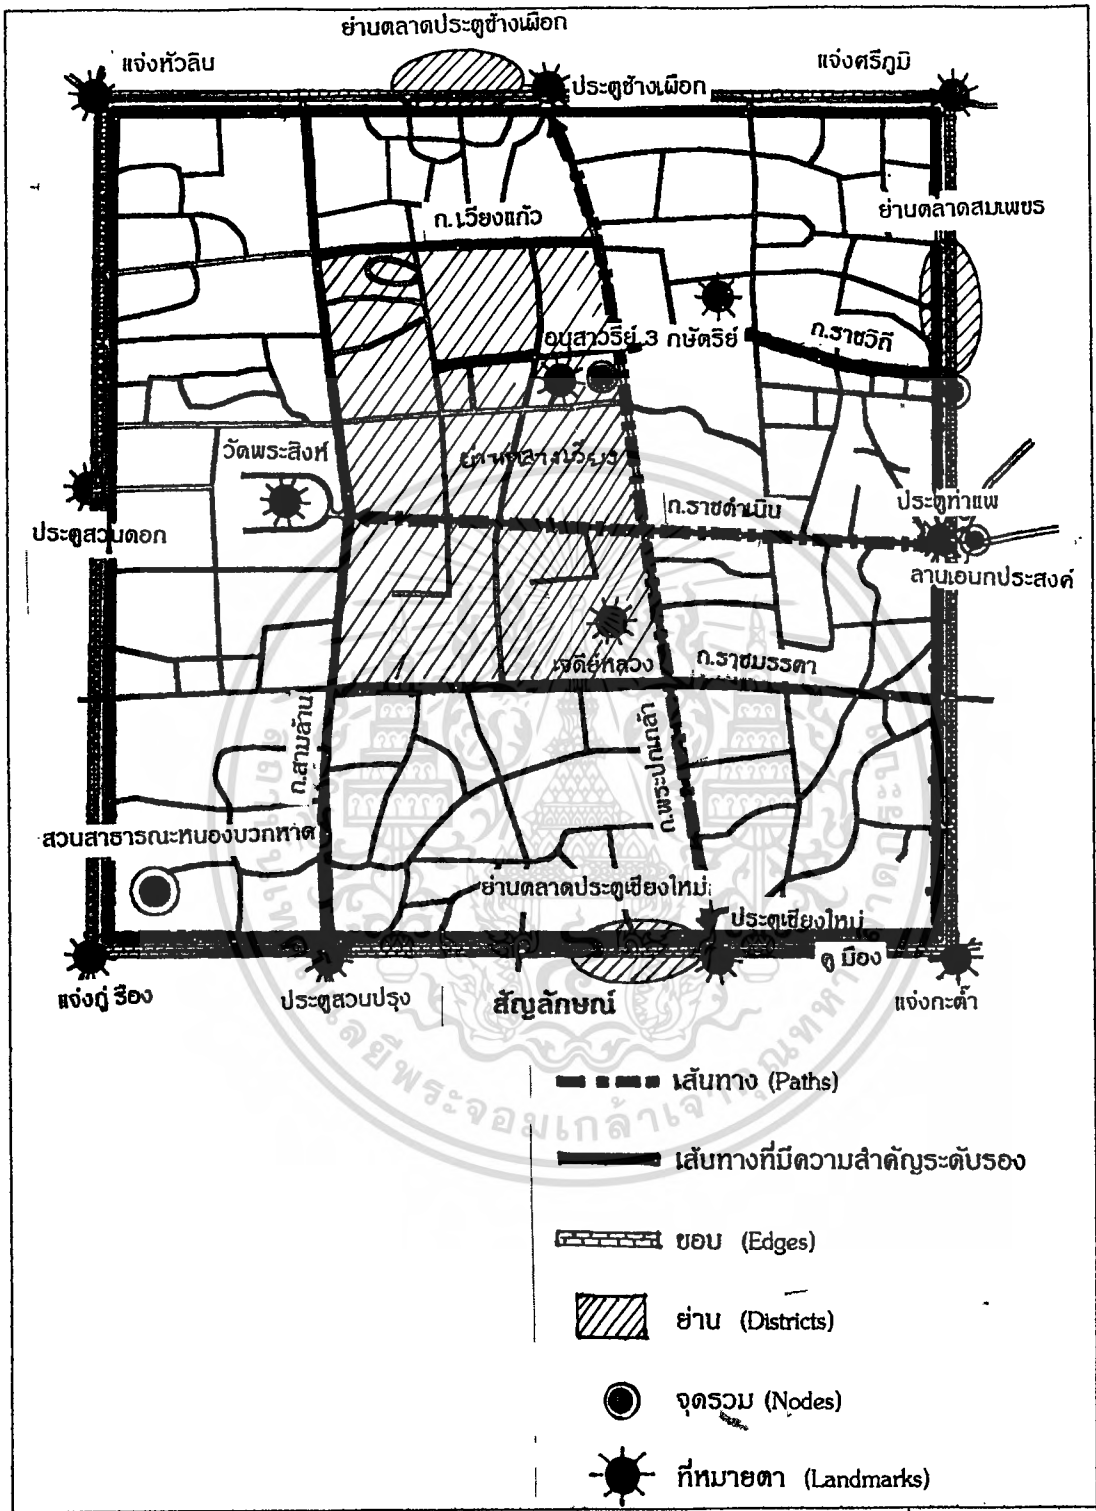 ย่านตลาดประตูช้างเผือก
แจ่งหัวลิน
แจ่งศรีภูมิ
ประตูช้างเผือก
ย่านตลาดสมเพชร
ถ.เวียงแก้ว
อนุสาวรีย์ 3 กษัตริย์
ถ.ราชวิถี
วัดพระสิงห์
ย่านกลางเวียง
ถ.ราชดำเนิน
ประตูท่าแพ
ประตูสวนดอก
ลานเอนกประสงค์
เจดีย์หลวง
ถ.ราชมรรคา
ถ.สามล้าน
ถ.พระปกเกล้า
สวนสาธารณะหนองบวกหาด
ย่านตลาดประตูเชียงใหม่
ประตูเชียงใหม่
คู มือง
แจ่งกู่ รือง
ประตูสวนปรุง
สัญลักษณ์
แจ่งกะต๊ำ
เส้นทาง (Paths)
เส้นทางที่มีความสำคัญระดับรอง
ขอบ (Edges)
ย่าน (Districts)
จุดรวม (Nodes)
ที่หมายตา (Landmarks)